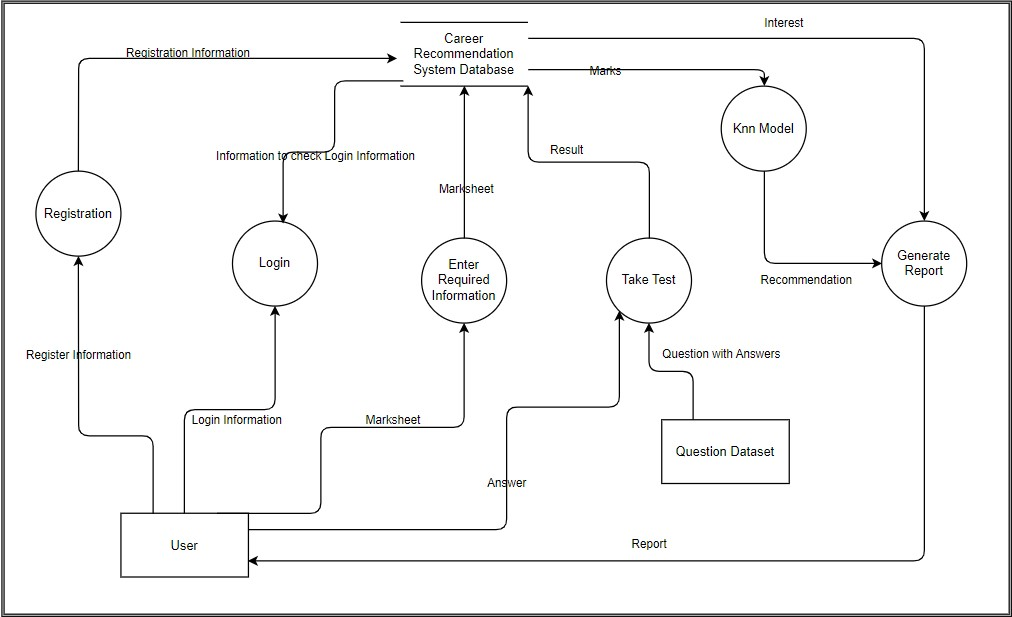 Interest
Career
Recommendation
System Database
Registration Information
Marks
Knn Model
Result
Information to check Login Information
Marksheet
Registration
Login
Enter
Required
Information
Take Test
Generate
Report
Recommendation
Register Information
Question with Answers
Login Information
Marksheet
Question Dataset
Answer
User
Report